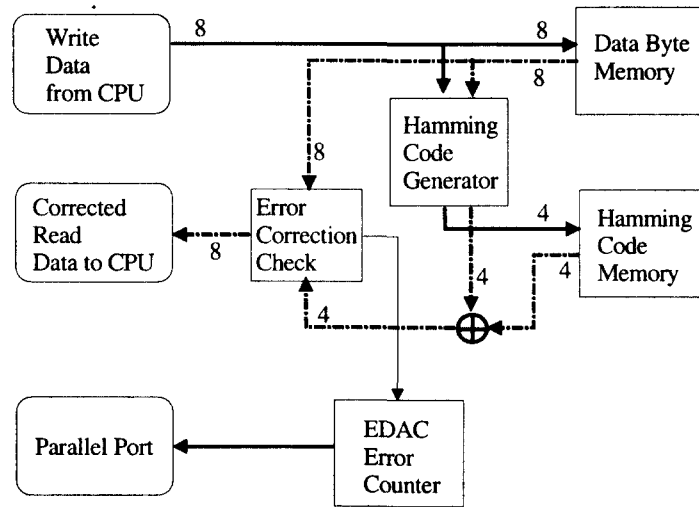 8
8
Write
Data
from CPU
Data Byte
Memory
8
Hamming
Code
Generator
8
Corrected
Read
Data to CPU
Error
Correction
Check
8
4
Hamming
Code
Memory
4
4
4
Parallel Port
EDAC
Error
Counter